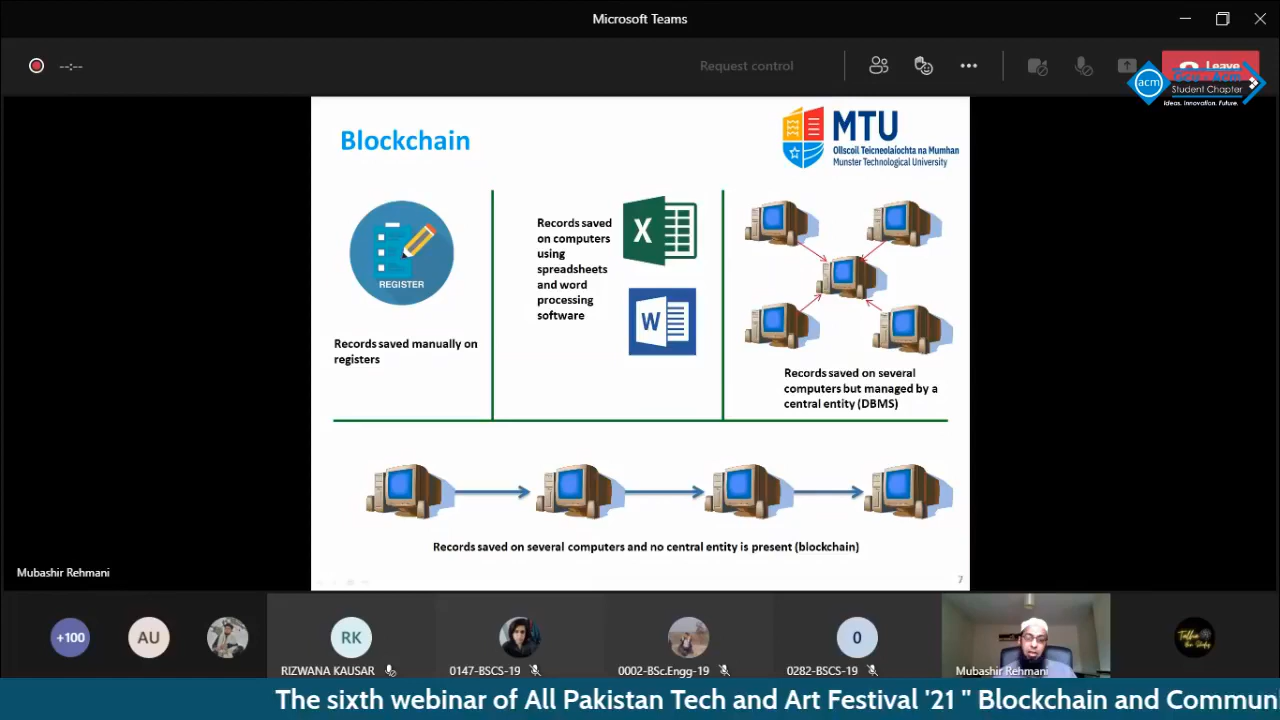 Microsoft Teams
--:--
Request control
Leave
acm
Student Chapter
Ideas. Innovation. Future.
Blockchain
MTU
Ollscoil Teicneolaíochta na Mumhan
Munster Technological University
REGISTER
Records saved manually on
registers
Records saved
on computers
using
spreadsheets
and word
processing
software
X
W
Records saved on several
computers but managed by a
central entity (DBMS)
Records saved on several computers and no central entity is present (blockchain)
7
Mubashir Rehmani
+100
AU
RK
RIZWANA KAUSAR
0147-BSCS-19
0002-BSc.Engg-19
0
0282-BSCS-19
Mubashir Rehmani
The sixth webinar of All Pakistan Tech and Art Festival '21 " Blockchain and Commun